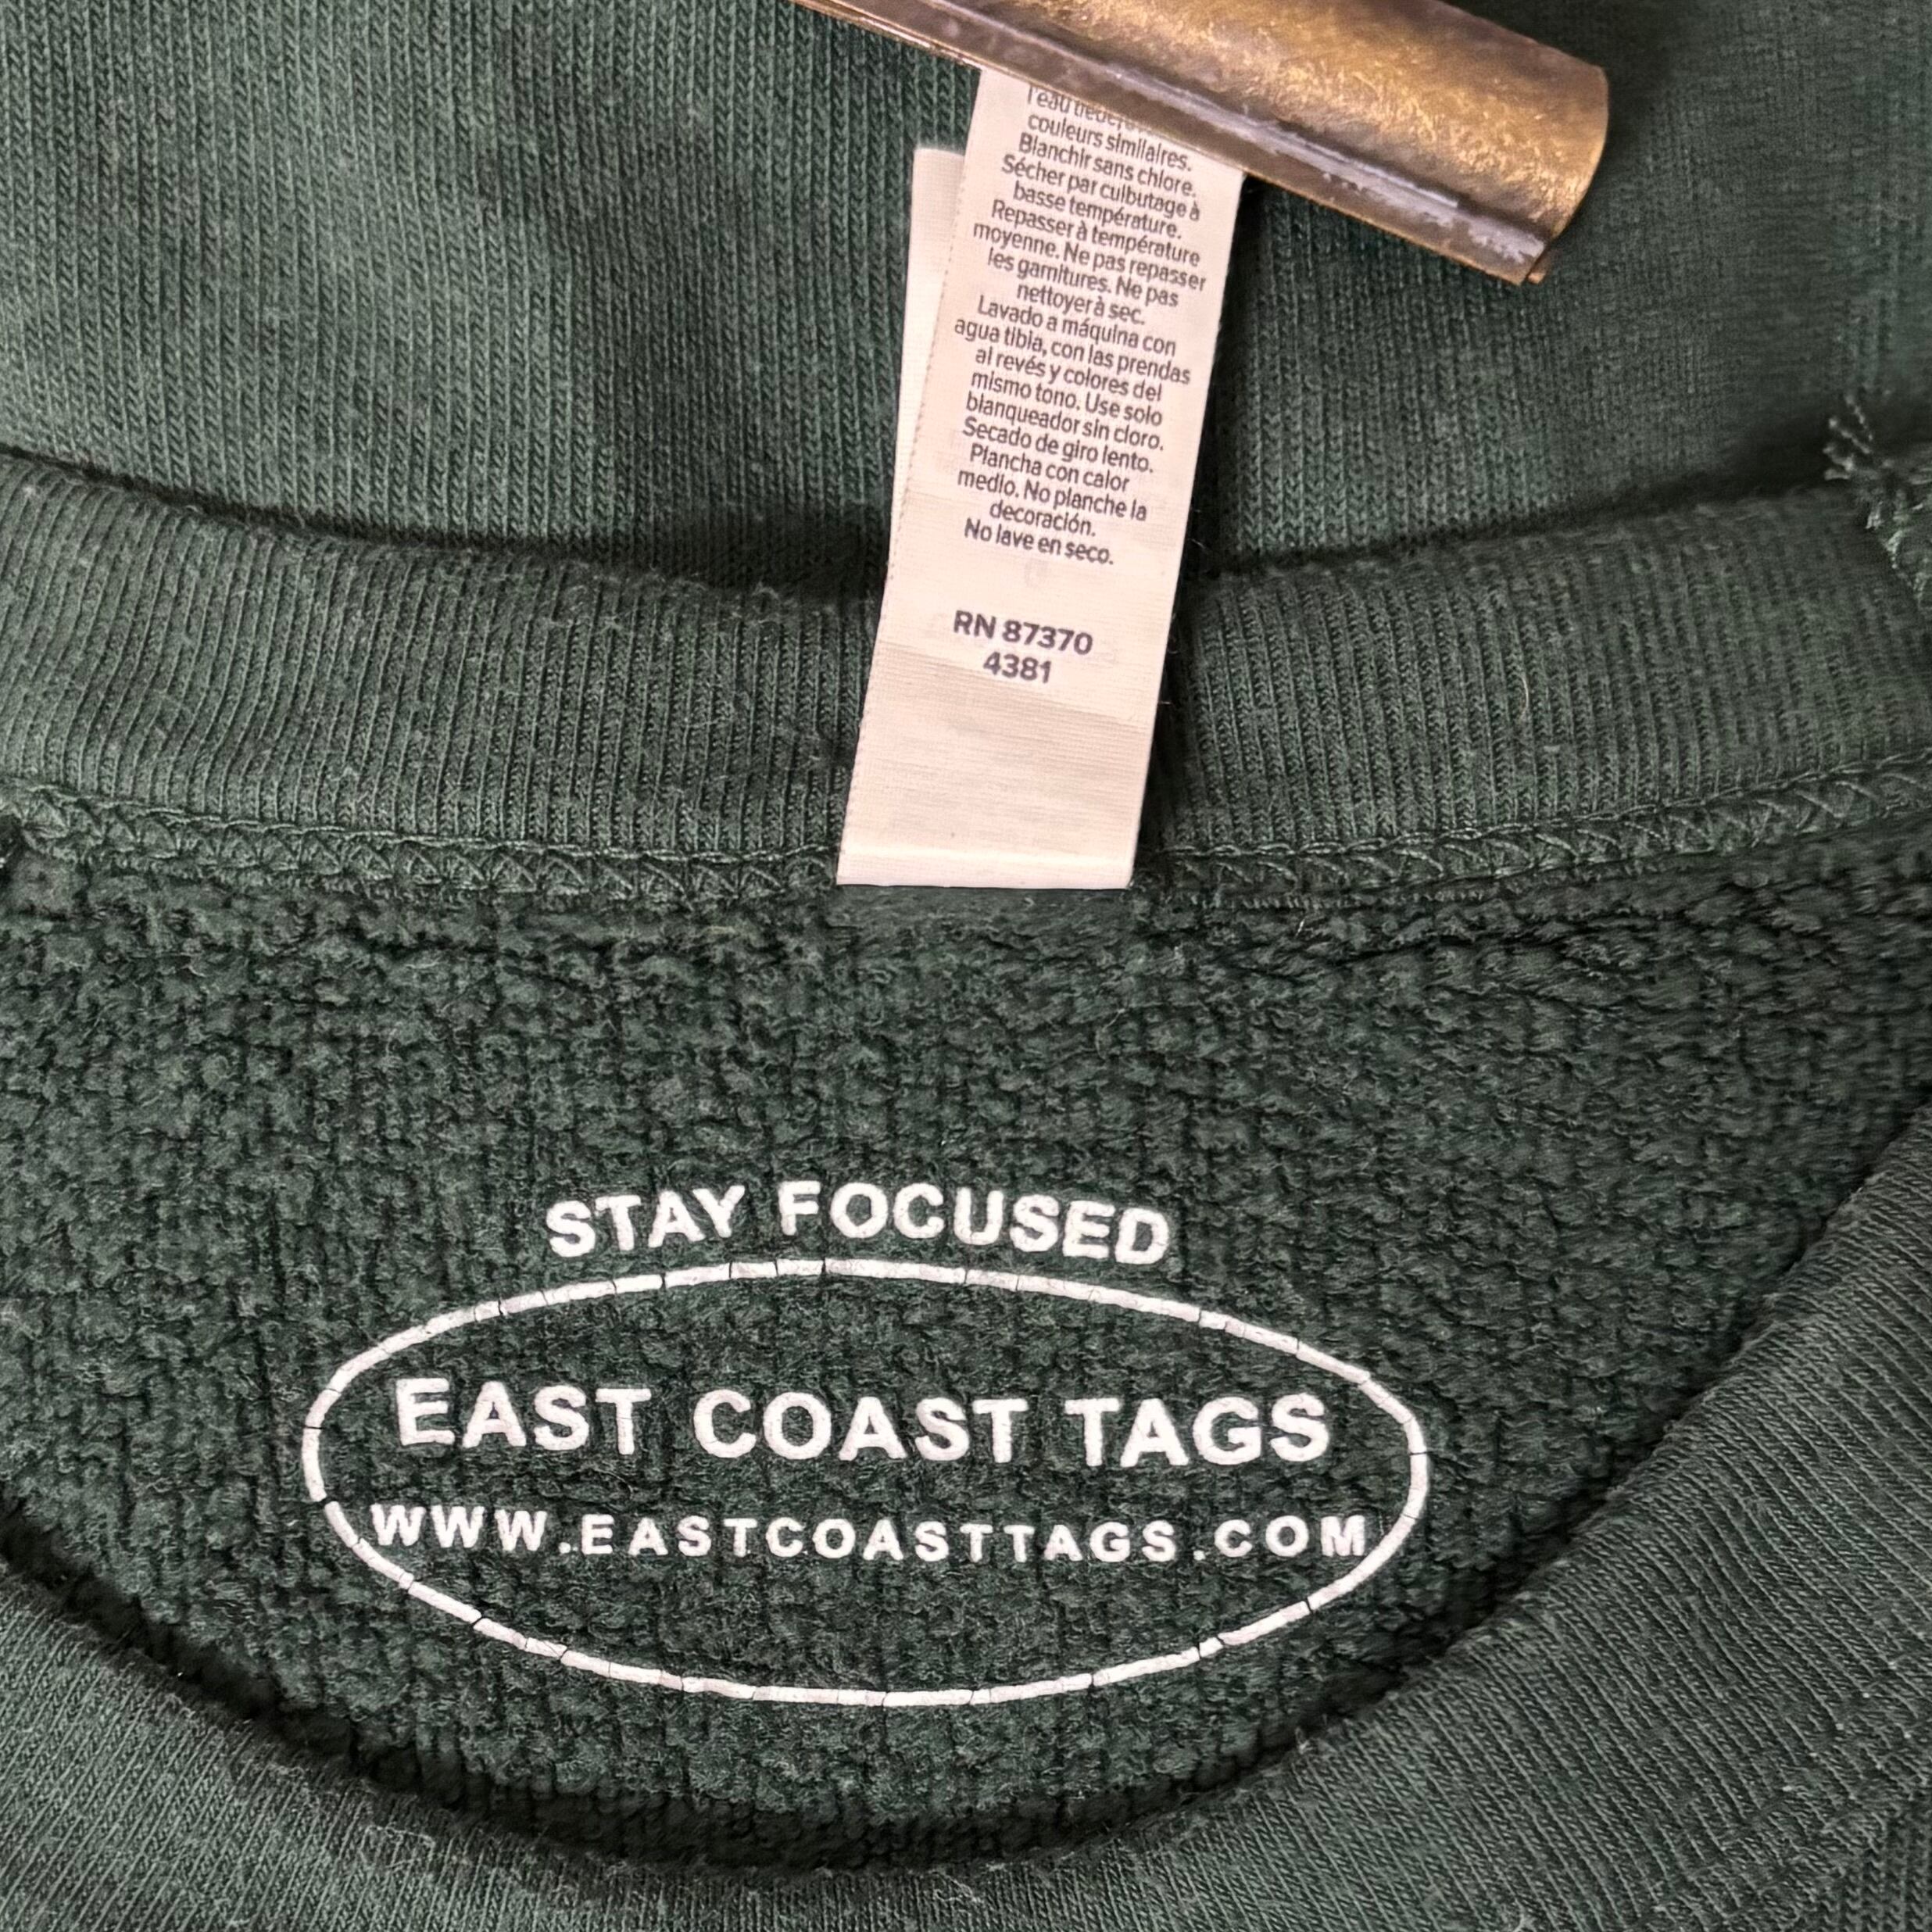 l'eau
couleurs similaires.
Blanchir sans chlore.
Sécher par culbutage à
basse température.
Repasser à température
moyenne. Ne pas repasser
les garnitures. Ne pas
nettoyer à sec.
Lavado a máquina con
agua tibia, con las prendas
al revés y colores del
mismo tono. Use solo
blanqueador sin cloro.
Secado de giro lento.
Plancha con calor
medio. No planche la
decoración.
No lave en seco.
RN 87370
4381
STAY FOCUSED
EAST COAST TAGS
WWW.EASTCOASTTAGS.COM